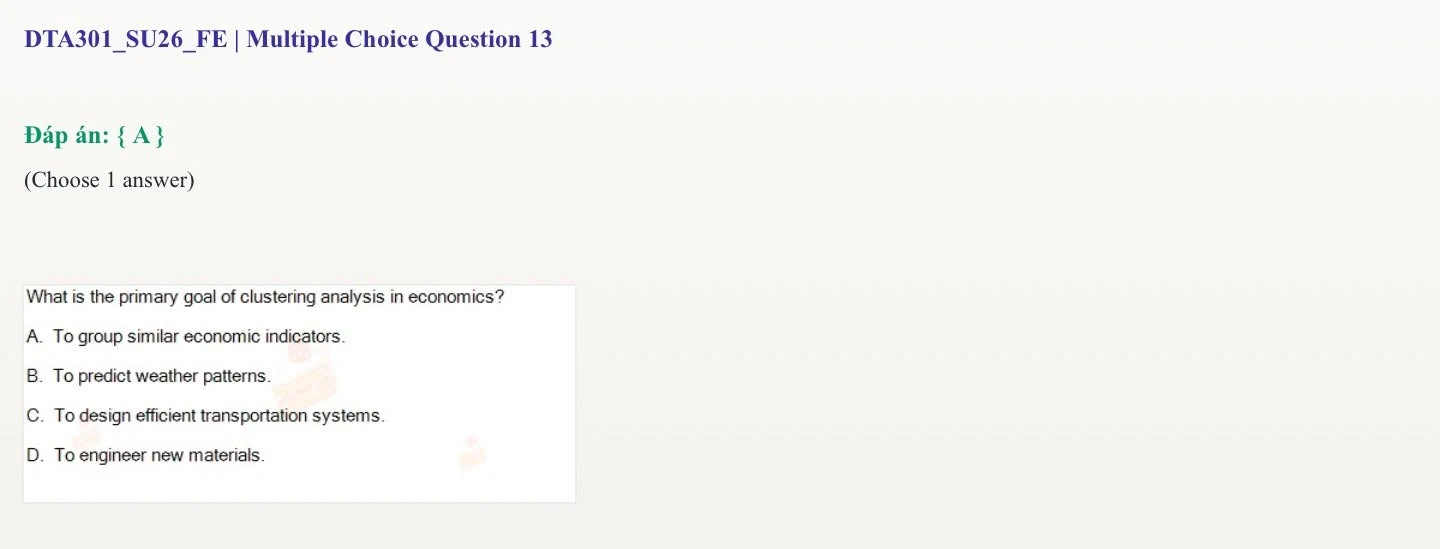 DTA301_SU26_FE | Multiple Choice Question 13
Đáp án: { A }
(Choose 1 answer)
What is the primary goal of clustering analysis in economics?
A. To group similar economic indicators.
B. To predict weather patterns.
C. To design efficient transportation systems.
D. To engineer new materials.